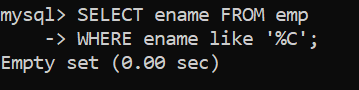 mysql> SELECT ename FROM emp
    -> WHERE ename like '%C';
Empty set (0.00 sec)